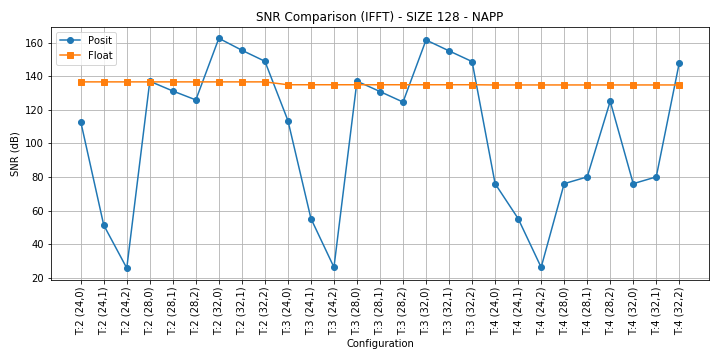 SNR Comparison (IFFT) - SIZE 128 - NAPP
Posit
Float
SNR (dB)
160
140
120
100
80
60
40
20
T:2 (24,0)
T:2 (24,1)
T:2 (24,2)
T:2 (28,0)
T:2 (28,1)
T:2 (28,2)
T:2 (32,0)
T:2 (32,1)
T:2 (32,2)
T:3 (24,0)
T:3 (24,1)
T:3 (24,2)
T:3 (28,0)
T:3 (28,1)
T:3 (28,2)
T:3 (32,0)
T:3 (32,1)
T:3 (32,2)
T:4 (24,0)
T:4 (24,1)
T:4 (24,2)
T:4 (28,0)
T:4 (28,1)
T:4 (28,2)
T:4 (32,0)
T:4 (32,1)
T:4 (32,2)
Configuration